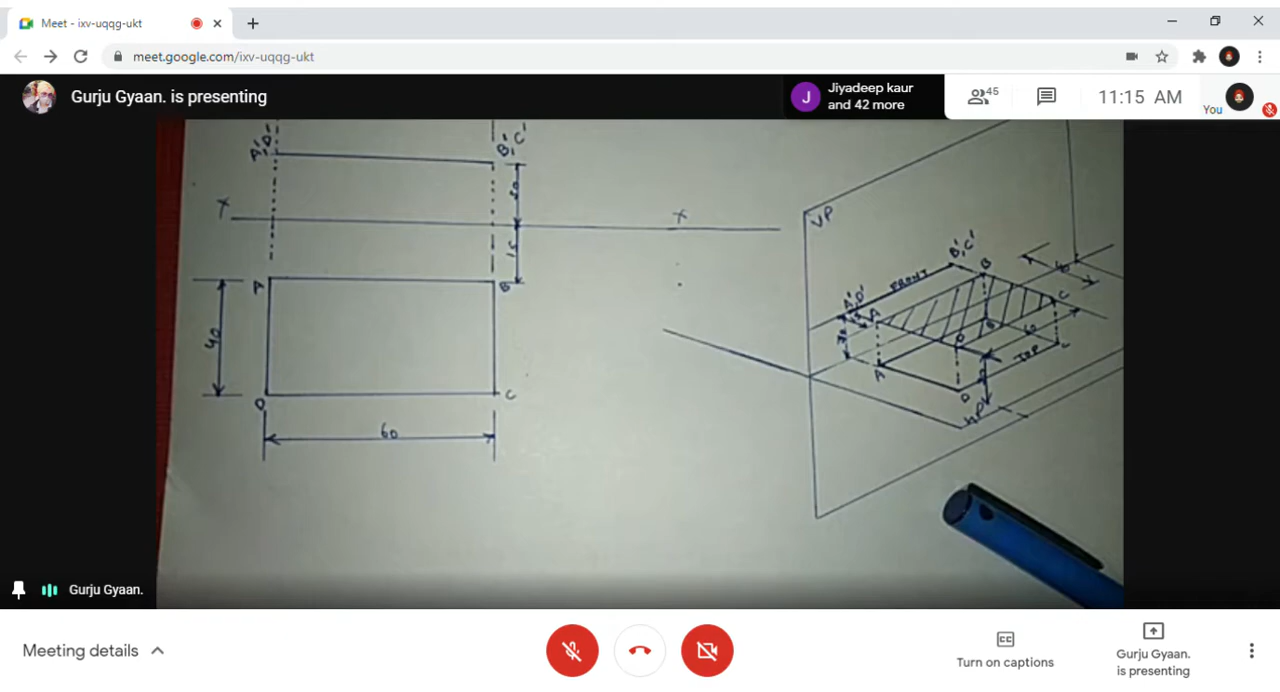 Meet - ixv-uqqg-ukt
meet.google.com/ixv-uqqg-ukt
Gurju Gyaan. is presenting
J
Jiyadeep kaur
and 42 more
45
11:15 AM
You
A',D'
B',C'
X
X
15
A
B
40
D
C
60
VP
B',C'
FRONT
B
A',D'
A
C
D
TOP
A
D
HP
Gurju Gyaan.
Meeting details
CC
Turn on captions
Gurju Gyaan.
is presenting